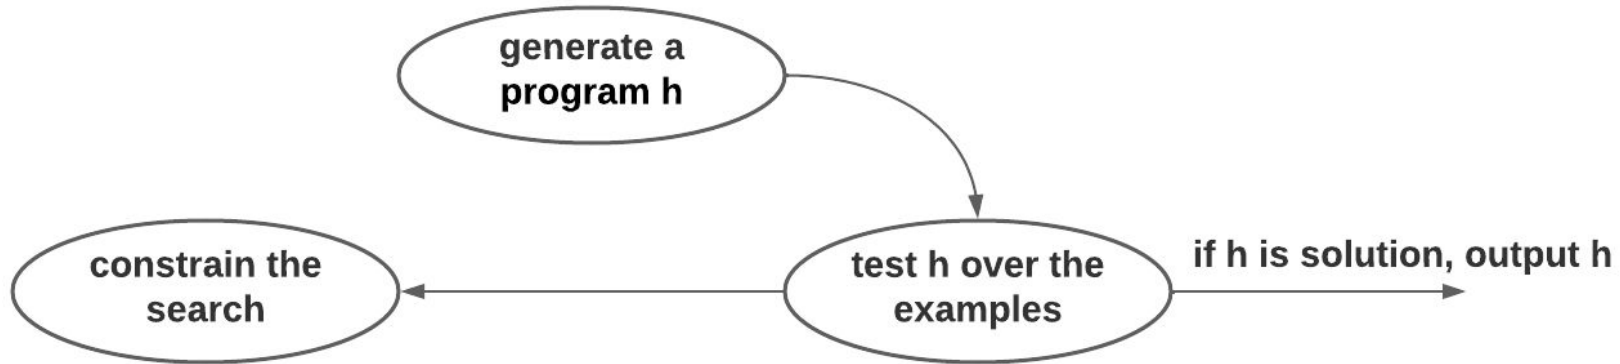 generate a
program h
constrain the
search
test h over the
examples
if h is solution, output h